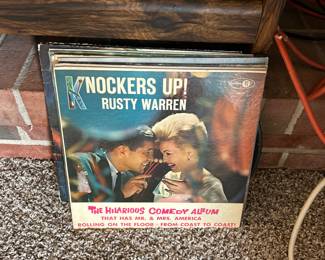 KNOCKERS UP!
RUSTY WARREN
THE HILARIOUS COMEDY ALBUM
THAT HAS MR. & MRS. AMERICA
ROLLING ON THE FLOOR - FROM COAST TO COAST!